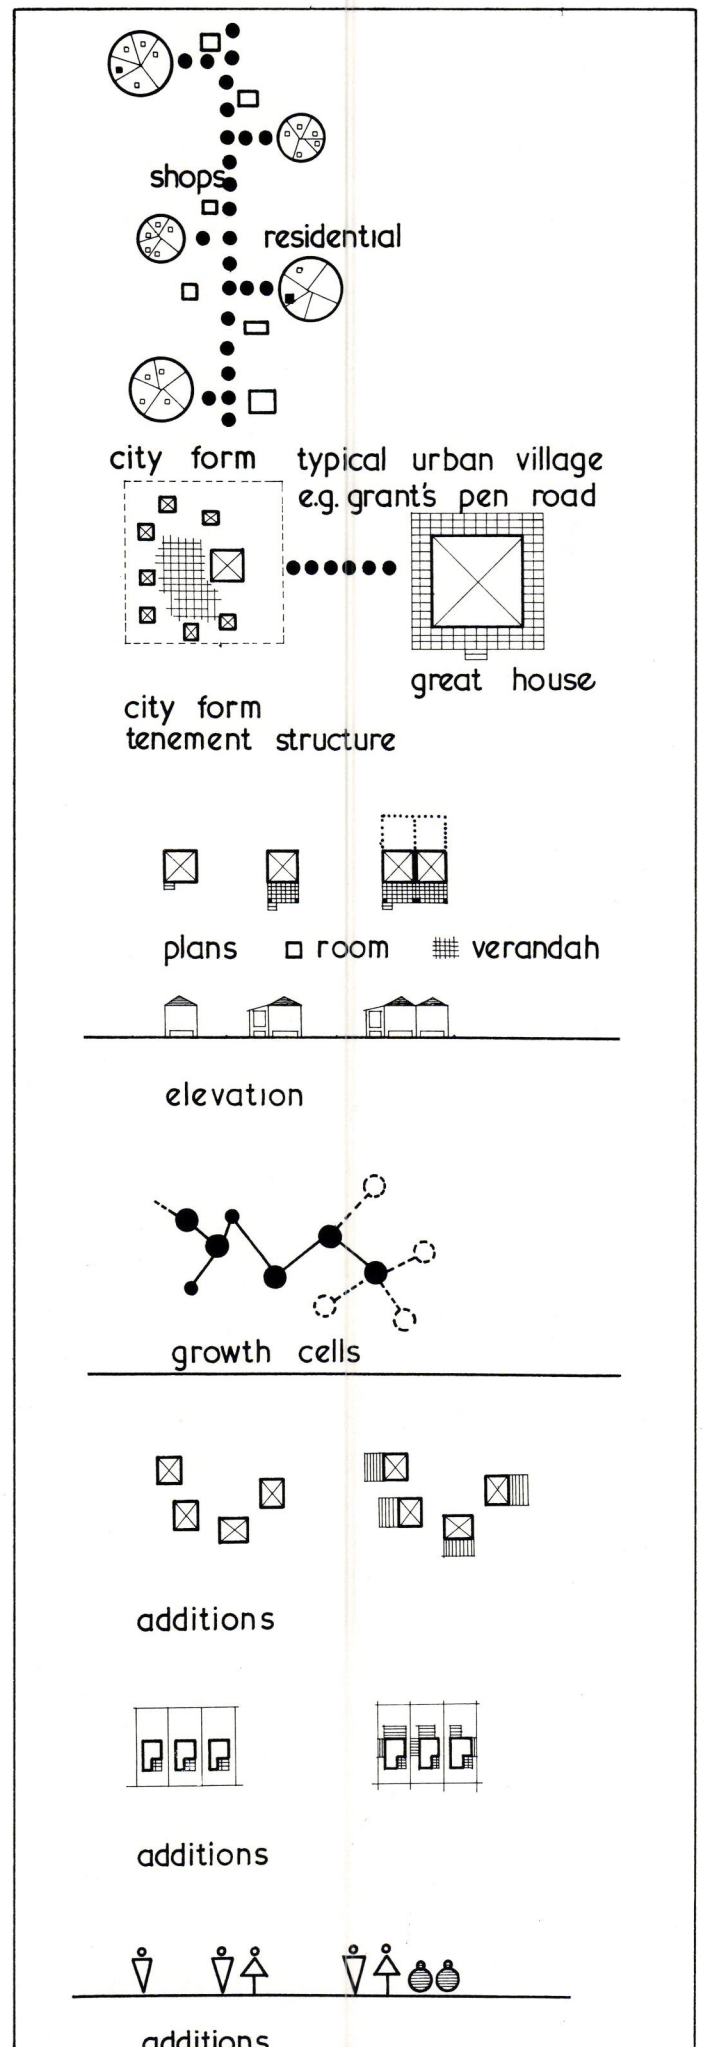 shops
residential
city form
typical urban village
e.g. grant's pen road
great house
city form
tenement structure
plans
room
verandah
elevation
growth cells
additions
additions
additions